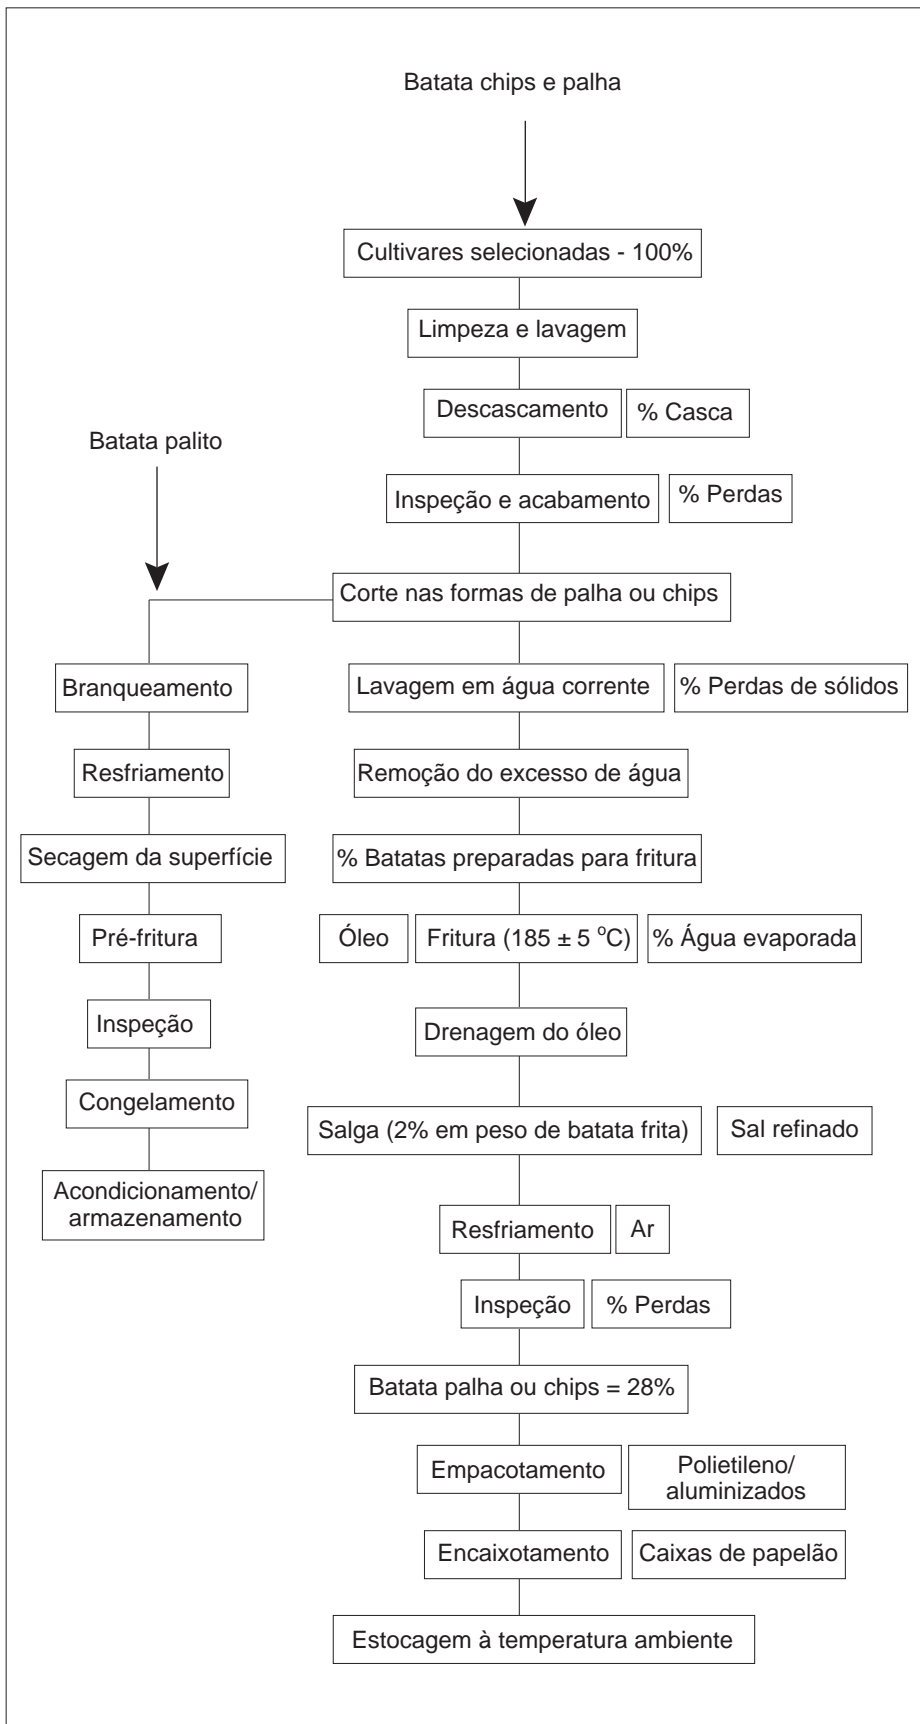 Batata chips e palha
Cultivares selecionadas - 100%
Limpeza e lavagem
Descascamento
% Casca
Batata palito
Inspeção e acabamento
% Perdas
Corte nas formas de palha ou chips
Branqueamento
Lavagem em água corrente
% Perdas de sólidos
Resfriamento
Remoção do excesso de água
Secagem da superfície
% Batatas preparadas para fritura
Pré-fritura
Óleo
Fritura (185 ± 5 °C)
% Água evaporada
Inspeção
Drenagem do óleo
Congelamento
Salga (2% em peso de batata frita)
Sal refinado
Acondicionamento/
armazenamento
Resfriamento
Ar
Inspeção
% Perdas
Batata palha ou chips = 28%
Empacotamento
Polietileno/
aluminizados
Encaixotamento
Caixas de papelão
Estocagem à temperatura ambiente